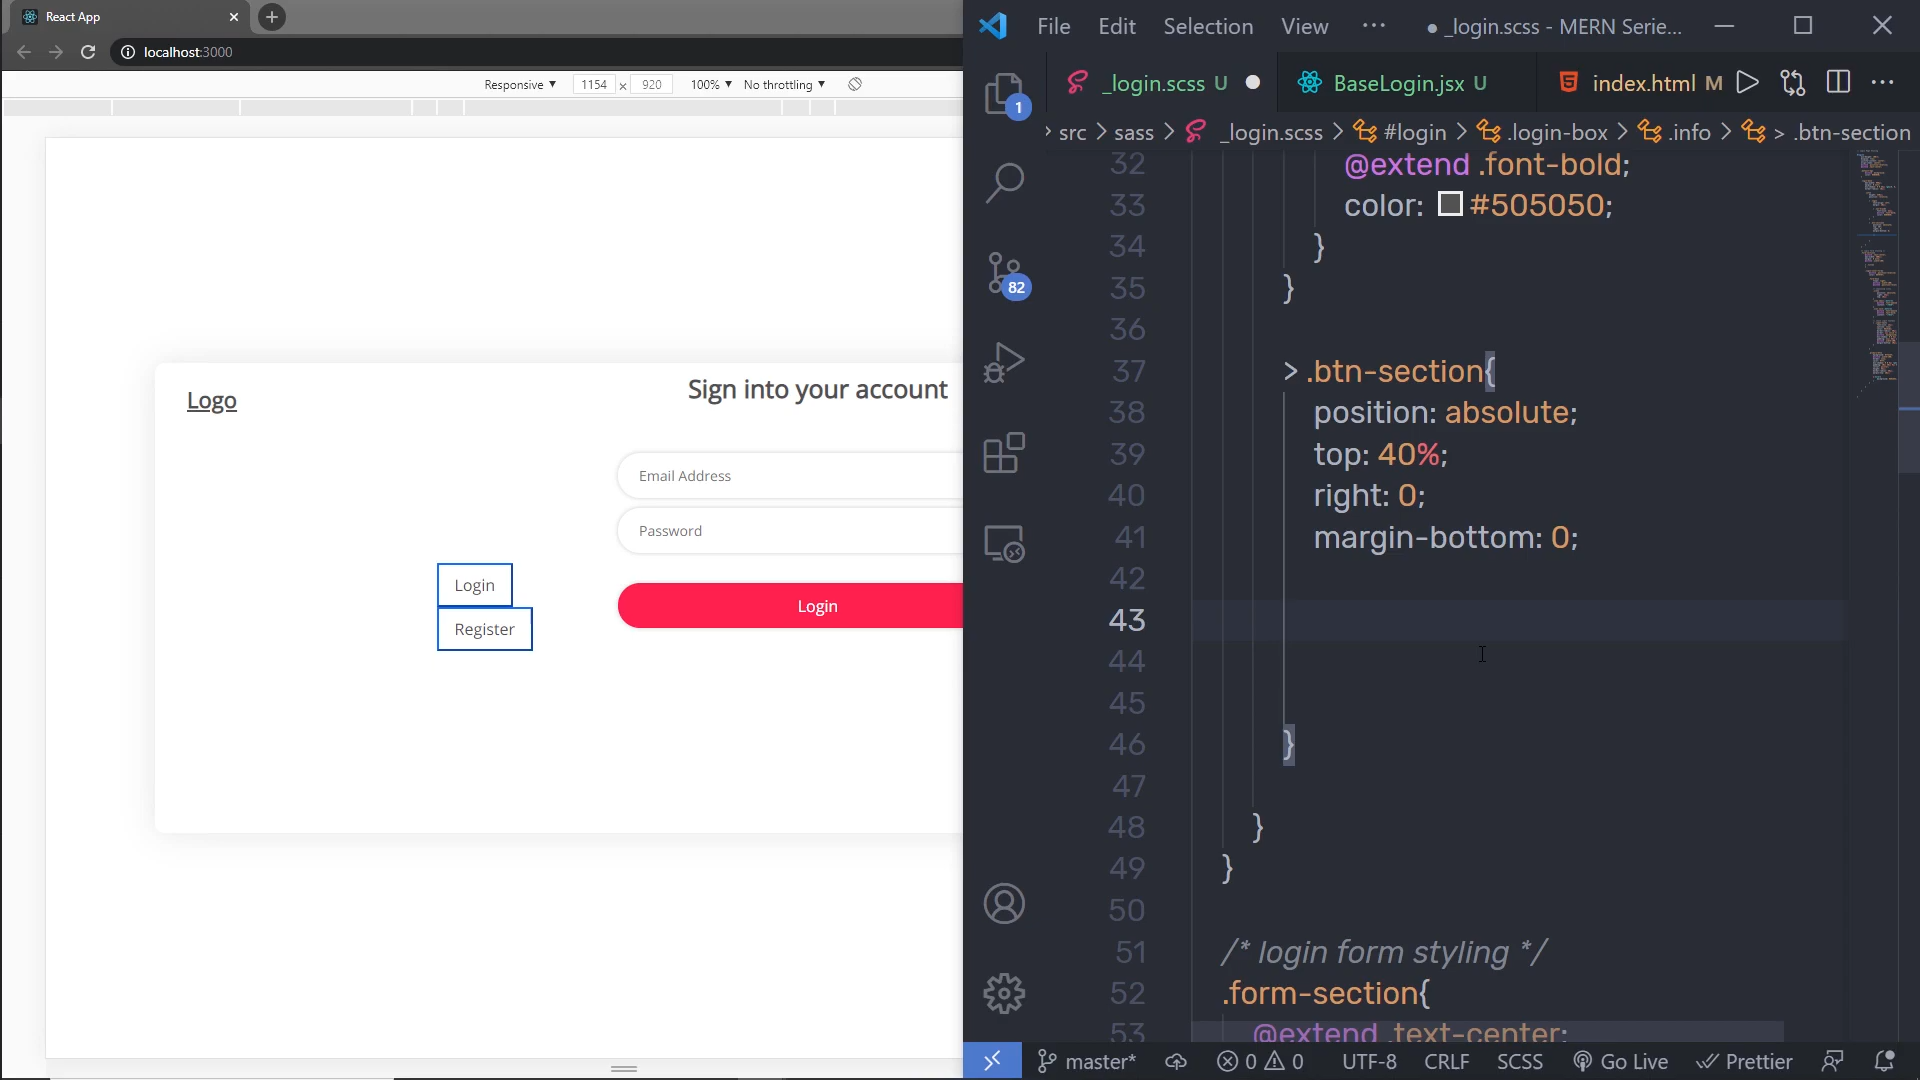 React App
localhost:3000
Responsive 1154 x 920 100% No throttling
Logo
Sign into your account
Email Address
Password
Login
Login
Register
File Edit Selection View ··· ● _login.scss - MERN Serie...
_login.scss U BaseLogin.jsx U index.html M
> src > sass > _login.scss > #login > .login-box > .info > > .btn-section
1
82
32 @extend .font-bold;
33 color: #505050;
34 }
35 }
36
37 > .btn-section{
38 position: absolute;
39 top: 40%;
40 right: 0;
41 margin-bottom: 0;
42
43
44
45
46 }
47
48 }
49 }
50
51 /* login form styling */
52 .form-section{
53 @extend .text-center;
master* 0 0 UTF-8 CRLF SCSS Go Live Prettier